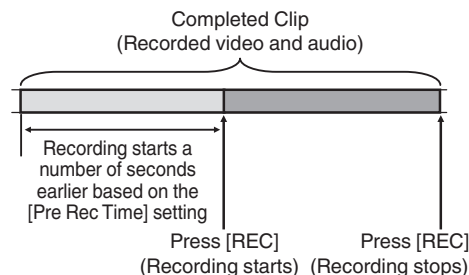 Completed Clip
(Recorded video and audio)
Recording starts a
number of seconds
earlier based on the
[Pre Rec Time] setting
Press [REC]
(Recording starts)
Press [REC]
(Recording stops)